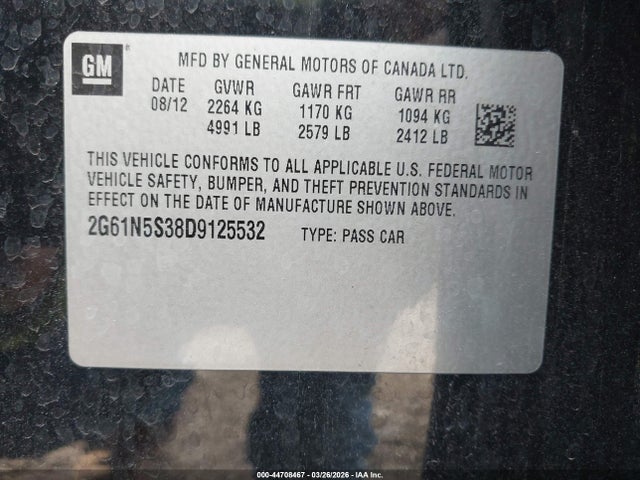 GM
MFD BY GENERAL MOTORS OF CANADA LTD.
DATE GVWR GAWR FRT GAWR RR
08/12 2264 KG 1170 KG 1094 KG
4991 LB 2579 LB 2412 LB
THIS VEHICLE CONFORMS TO ALL APPLICABLE U.S. FEDERAL MOTOR
VEHICLE SAFETY, BUMPER, AND THEFT PREVENTION STANDARDS IN
EFFECT ON THE DATE OF MANUFACTURE SHOWN ABOVE.
2G61N5S38D9125532 TYPE: PASS CAR
000-44708467 | 03/26/2026 | IAA Inc.